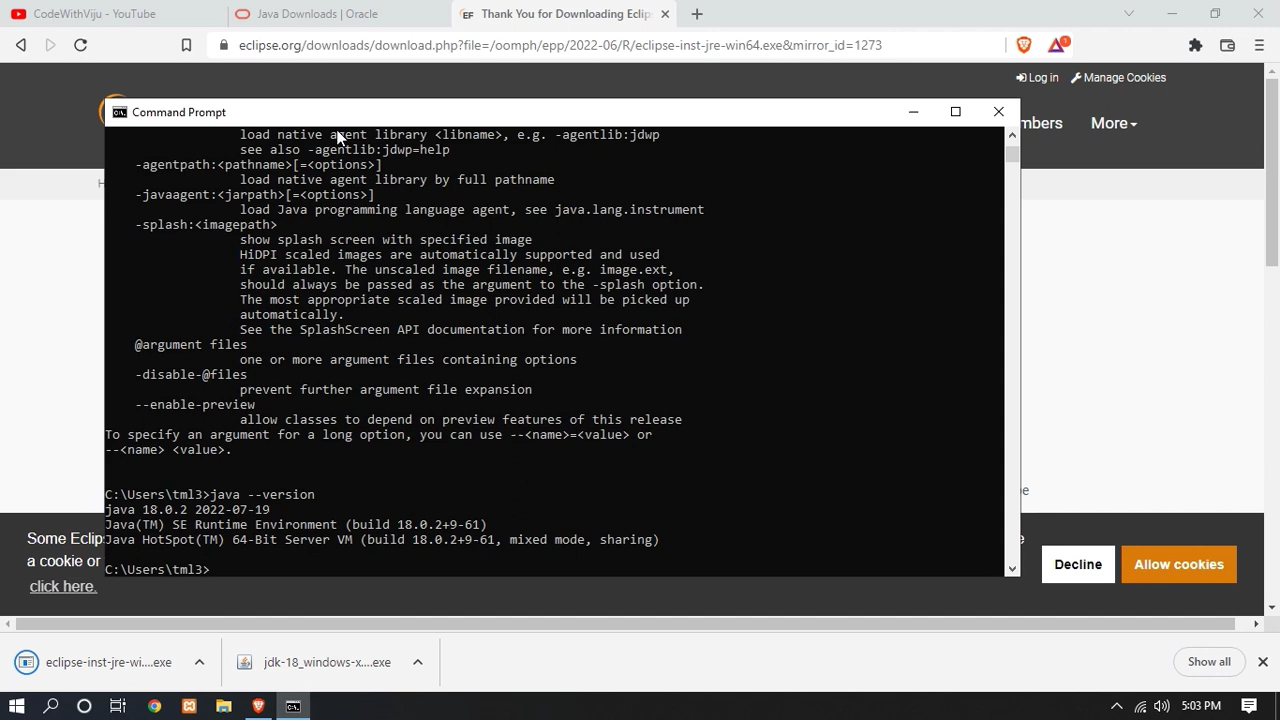 CodeWithViju - YouTube
Java Downloads | Oracle
EF Thank You for Downloading Eclip
eclipse.org/downloads/download.php?file=/oomph/epp/2022-06/R/eclipse-inst-jre-win64.exe&mirror_id=1273
1
Log in
Manage Cookies
mbers
More
Command Prompt
load native agent library <libname>, e.g. -agentlib:jdwp
see also -agentlib:jdwp=help
-agentpath:<pathname>[=<options>]
load native agent library by full pathname
-javaagent:<jarpath>[=<options>]
load Java programming language agent, see java.lang.instrument
-splash:<imagepath>
show splash screen with specified image
HiDPI scaled images are automatically supported and used
if available. The unscaled image filename, e.g. image.ext,
should always be passed as the argument to the -splash option.
The most appropriate scaled image provided will be picked up
automatically.
See the SplashScreen API documentation for more information
@argument files
one or more argument files containing options
-disable-@files
prevent further argument file expansion
--enable-preview
allow classes to depend on preview features of this release
To specify an argument for a long option, you can use --<name>=<value> or
--<name> <value>.
C:\Users\tml3>java --version
java 18.0.2 2022-07-19
Java(TM) SE Runtime Environment (build 18.0.2+9-61)
Java HotSpot(TM) 64-Bit Server VM (build 18.0.2+9-61, mixed mode, sharing)
C:\Users\tml3>
Some Eclip
a cookie or
click here.
Decline
Allow cookies
eclipse-inst-jre-wi....exe
jdk-18_windows-x....exe
Show all
5:03 PM